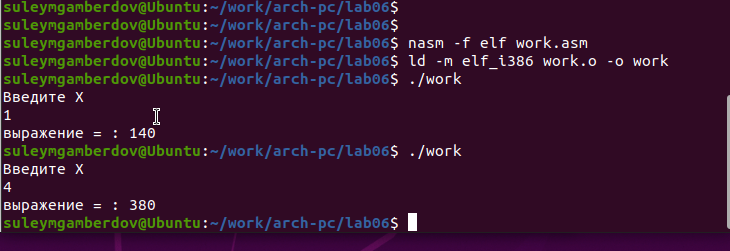 suleymgamberdov@Ubuntu:~/work/arch-pc/lab06$
suleymgamberdov@Ubuntu:~/work/arch-pc/lab06$
suleymgamberdov@Ubuntu:~/work/arch-pc/lab06$ nasm -f elf work.asm
suleymgamberdov@Ubuntu:~/work/arch-pc/lab06$ ld -m elf_i386 work.o -o work
suleymgamberdov@Ubuntu:~/work/arch-pc/lab06$ ./work
Введите X
1
выражение = : 140
suleymgamberdov@Ubuntu:~/work/arch-pc/lab06$ ./work
Введите X
4
выражение = : 380
suleymgamberdov@Ubuntu:~/work/arch-pc/lab06$